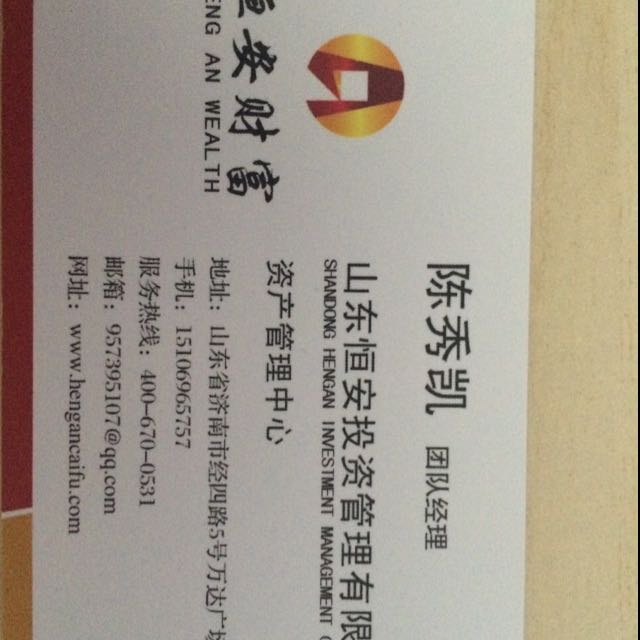 恒安财富
ENG AN WEALTH
陈秀凯 团队经理
山东恒安投资管理有限
SHANDONG HENGAN INVESTMENT MANAGEMENT C
资产管理中心
地址：山东省济南市经四路5号万达广场
手机：15106965757
服务热线：400-670-0531
邮箱：957395107@qq.com
网址：www.hengancaifu.com